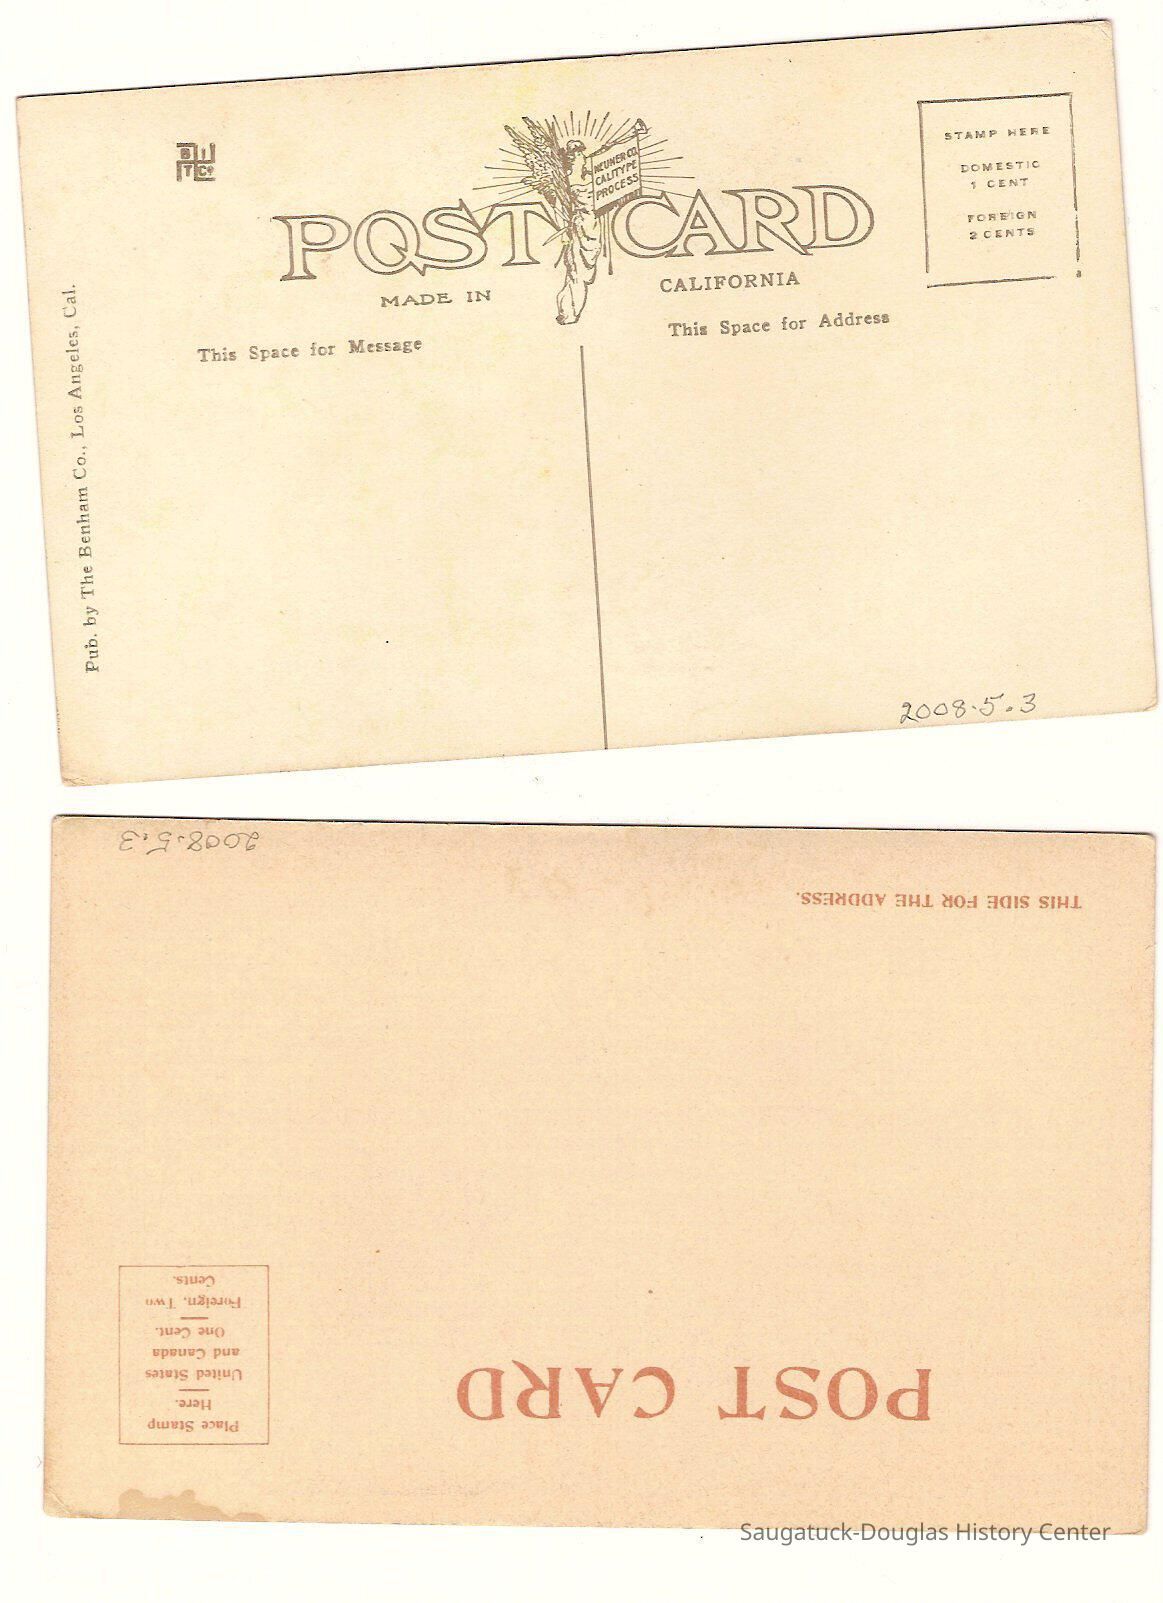 NEUNER CO.
CALITYPE
PROCESS
POST CARD
MADE IN CALIFORNIA
STAMP HERE
DOMESTIC
1 CENT
FOREIGN
2 CENTS
This Space for Message
This Space for Address
Pub. by The Benham Co., Los Angeles, Cal.
2008.5.3
2008.5.3
THIS SIDE FOR THE ADDRESS.
POST CARD
Place Stamp
Here.
United States
and Canada
One Cent.
Foreign, Two
Cents.
Saugatuck-Douglas History Center